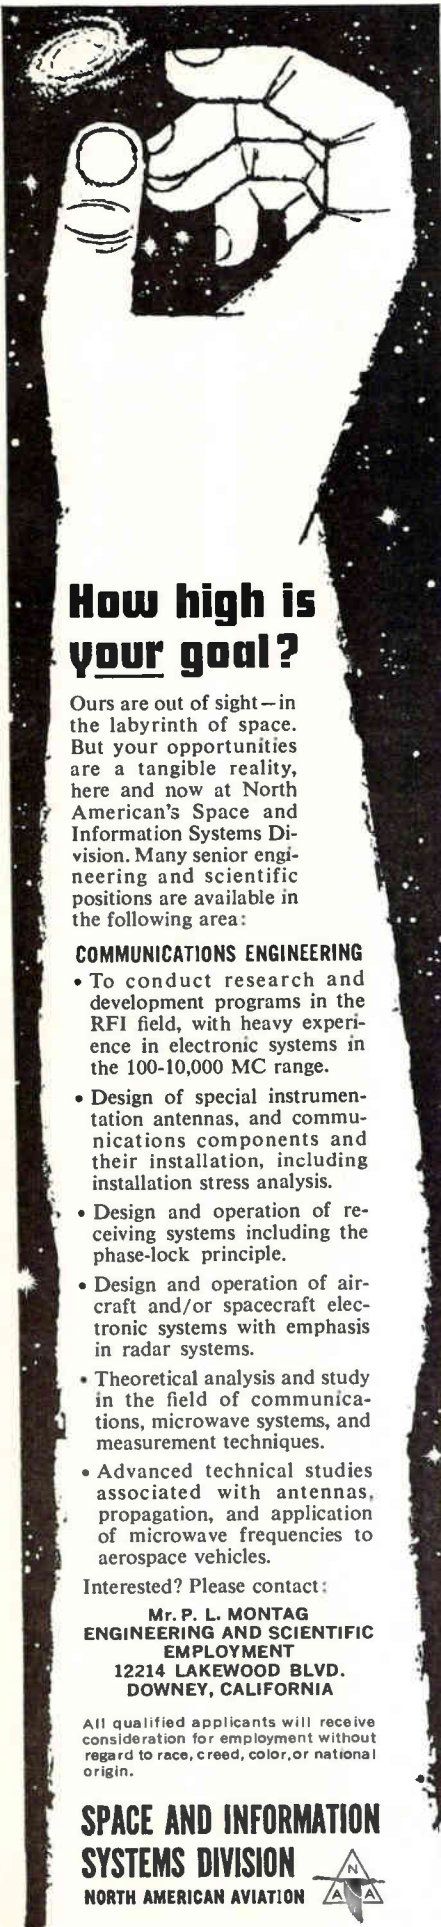 How high is
your goal?
Ours are out of sight—in
the labyrinth of space.
But your opportunities
are a tangible reality,
here and now at North
American's Space and
Information Systems Di-
vision. Many senior engi-
neering and scientific
positions are available in
the following area:
COMMUNICATIONS ENGINEERING
• To conduct research and
development programs in the
RFI field, with heavy experi-
ence in electronic systems in
the 100-10,000 MC range.
• Design of special instrumen-
tation antennas, and commu-
nications components and
their installation, including
installation stress analysis.
• Design and operation of re-
ceiving systems including the
phase-lock principle.
• Design and operation of air-
craft and/or spacecraft elec-
tronic systems with emphasis
in radar systems.
• Theoretical analysis and study
in the field of communica-
tions, microwave systems, and
measurement techniques.
• Advanced technical studies
associated with antennas,
propagation, and application
of microwave frequencies to
aerospace vehicles.
Interested? Please contact:
Mr. P. L. MONTAG
ENGINEERING AND SCIENTIFIC
EMPLOYMENT
12214 LAKEWOOD BLVD.
DOWNEY, CALIFORNIA
All qualified applicants will receive
consideration for employment without
regard to race, creed, color, or national
origin.
SPACE AND INFORMATION
SYSTEMS DIVISION
NORTH AMERICAN AVIATION
N
A A